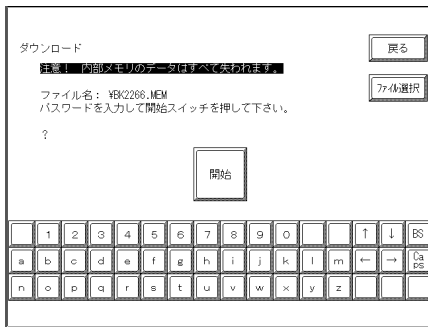 ダウンロード
戻る
注意！ 内部メモリのデータはすべて失われます。
ファイル選択
ファイル名： ¥BK2266.MEM
パスワードを入力して開始スイッチを押して下さい。
?
開始
1 2 3 4 5 6 7 8 9 0 ↑ ↓ BS
a b c d e f g h i j k l m ← → Caps
n o p q r s t u v w x y z